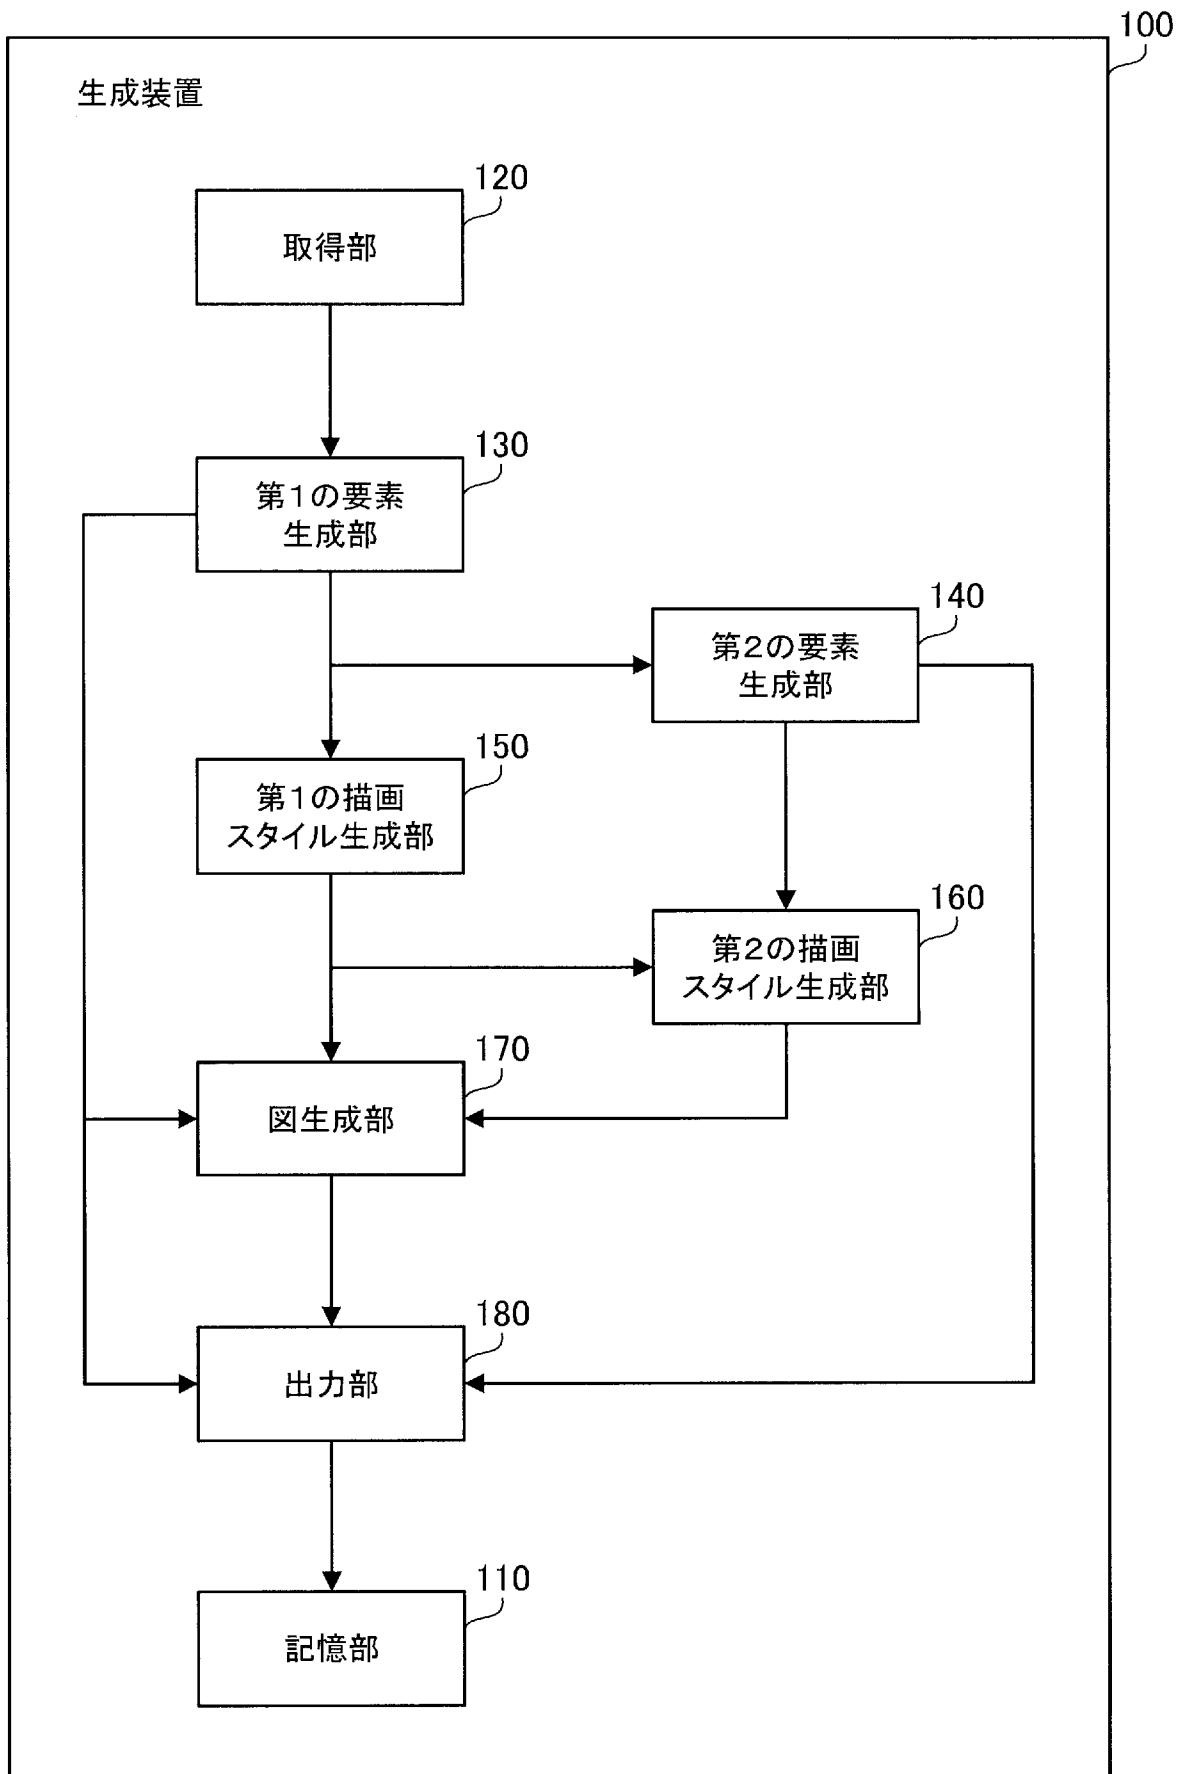 100
生成装置
120
取得部
130
第1の要素
生成部
140
第2の要素
生成部
150
第1の描画
スタイル生成部
160
第2の描画
スタイル生成部
170
図生成部
180
出力部
110
記憶部